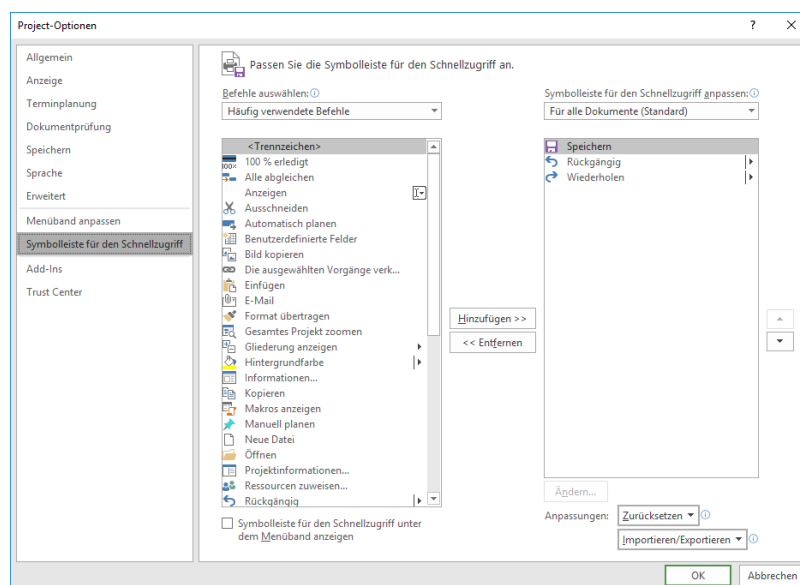 Project-Optionen
?
Allgemein
Anzeige
Terminplanung
Dokumentprüfung
Speichern
Sprache
Erweitert
Menüband anpassen
Symbolleiste für den Schnellzugriff
Add-Ins
Trust Center
Passen Sie die Symbolleiste für den Schnellzugriff an.
Befehle auswählen:
Häufig verwendete Befehle
<Trennzeichen>
100 % erledigt
Alle abgleichen
Anzeigen
Ausschneiden
Automatisch planen
Benutzerdefinierte Felder
Bild kopieren
Die ausgewählten Vorgänge verk...
Einfügen
E-Mail
Format übertragen
Gesamtes Projekt zoomen
Gliederung anzeigen
Hintergrundfarbe
Informationen...
Kopieren
Makros anzeigen
Manuell planen
Neue Datei
Öffnen
Projektinformationen...
Ressourcen zuweisen...
Rückgängig
Symbolleiste für den Schnellzugriff unter
dem Menüband anzeigen
Hinzufügen >>
<< Entfernen
Symbolleiste für den Schnellzugriff anpassen:
Für alle Dokumente (Standard)
Speichern
Rückgängig
Wiederholen
Ändern...
Anpassungen: Zurücksetzen
Importieren/Exportieren
OK
Abbrechen